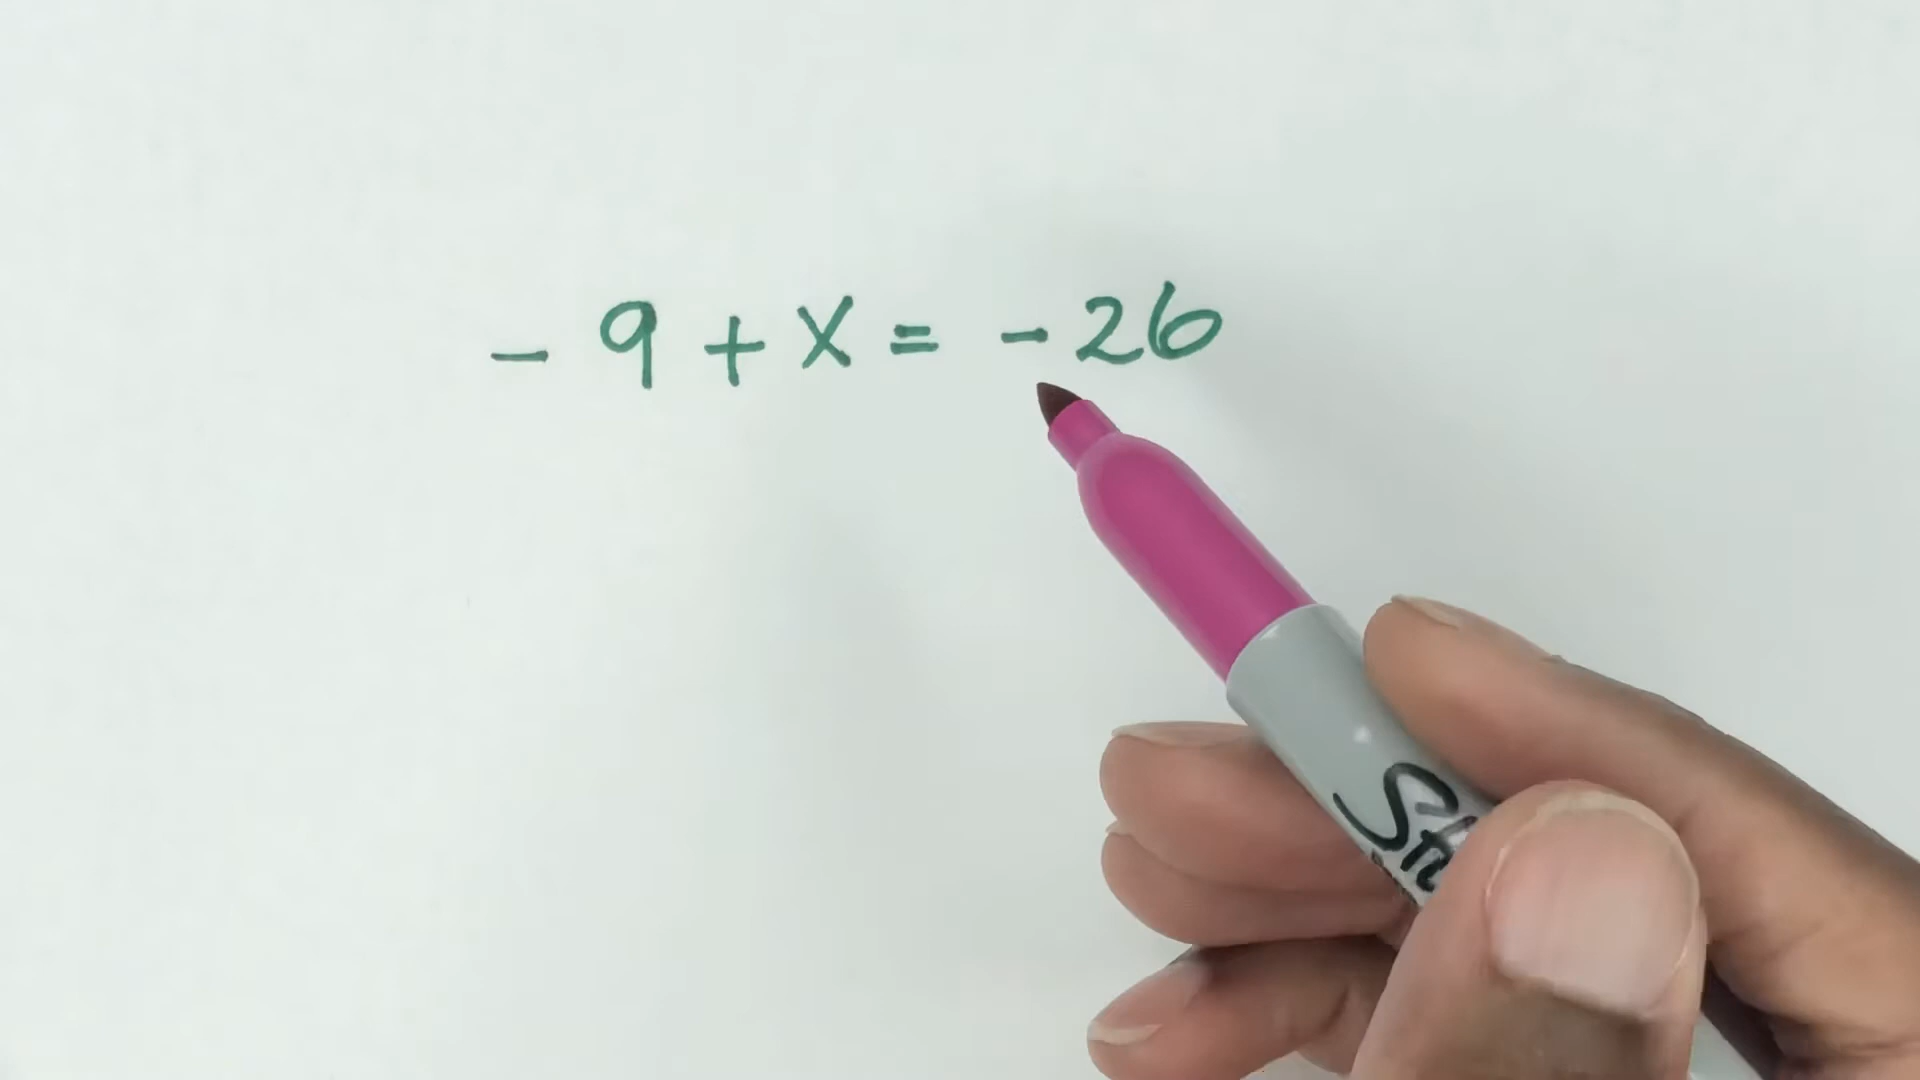 - 9 + x = - 26